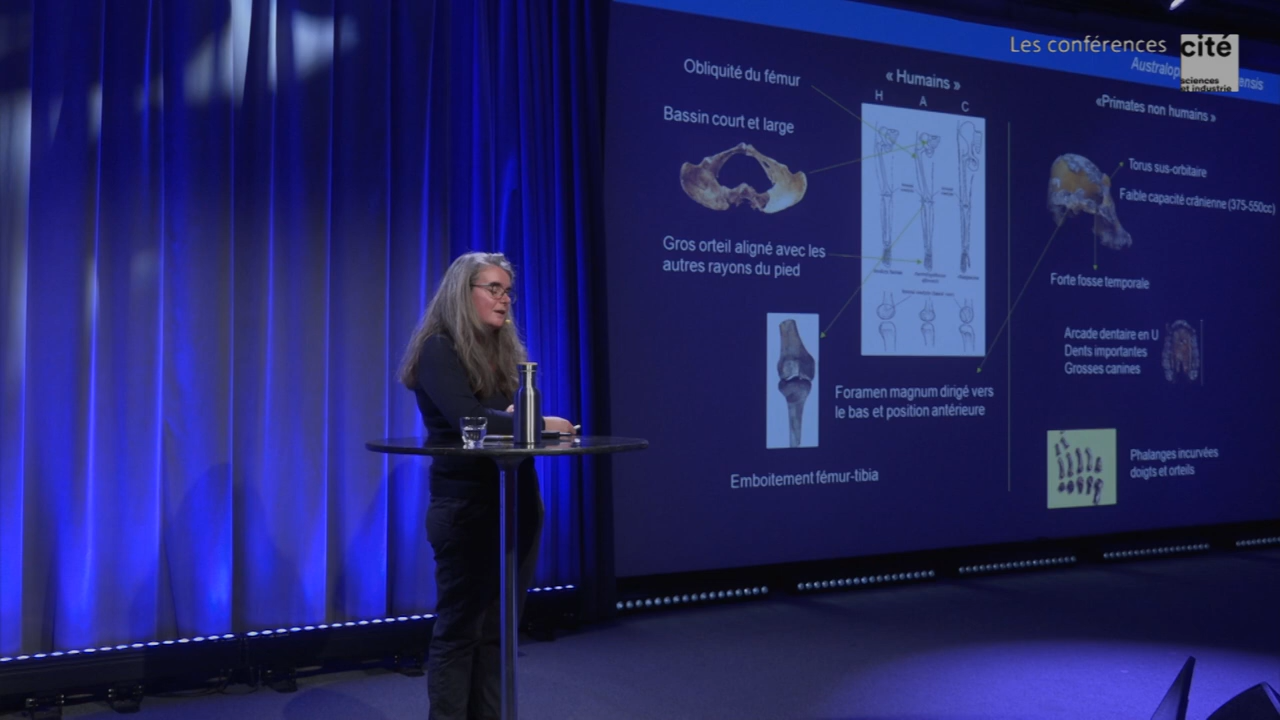 Les conférences
cité
sciences
et industrie
Obliquité du fémur
« Humains »
H A C
«Primates non humains »
Bassin court et large
Torus sus-orbitaire
Faible capacité crânienne (375-550cc)
Gros orteil aligné avec les
autres rayons du pied
Forte fosse temporale
Arcade dentaire en U
Dents importantes
Grosses canines
Foramen magnum dirigé vers
le bas et position antérieure
Phalanges incurvées
doigts et orteils
Emboitement fémur-tibia